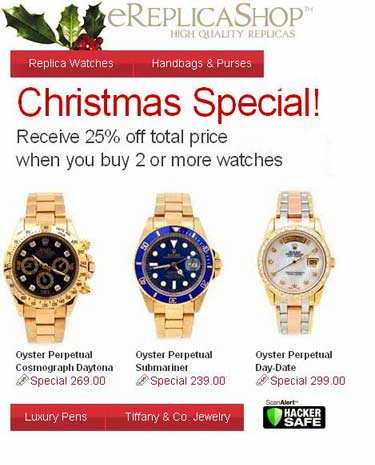 eReplicaShop™
HIGH QUALITY REPLICAS
Replica Watches
Handbags & Purses
Christmas Special!
Receive 25% off total price
when you buy 2 or more watches
Oyster Perpetual
Cosmograph Daytona
Special 269.00
Oyster Perpetual
Submariner
Special 239.00
Oyster Perpetual
Day-Date
Special 299.00
Luxury Pens
Tiffany & Co. Jewelry
ScanAlert™
HACKER
SAFE